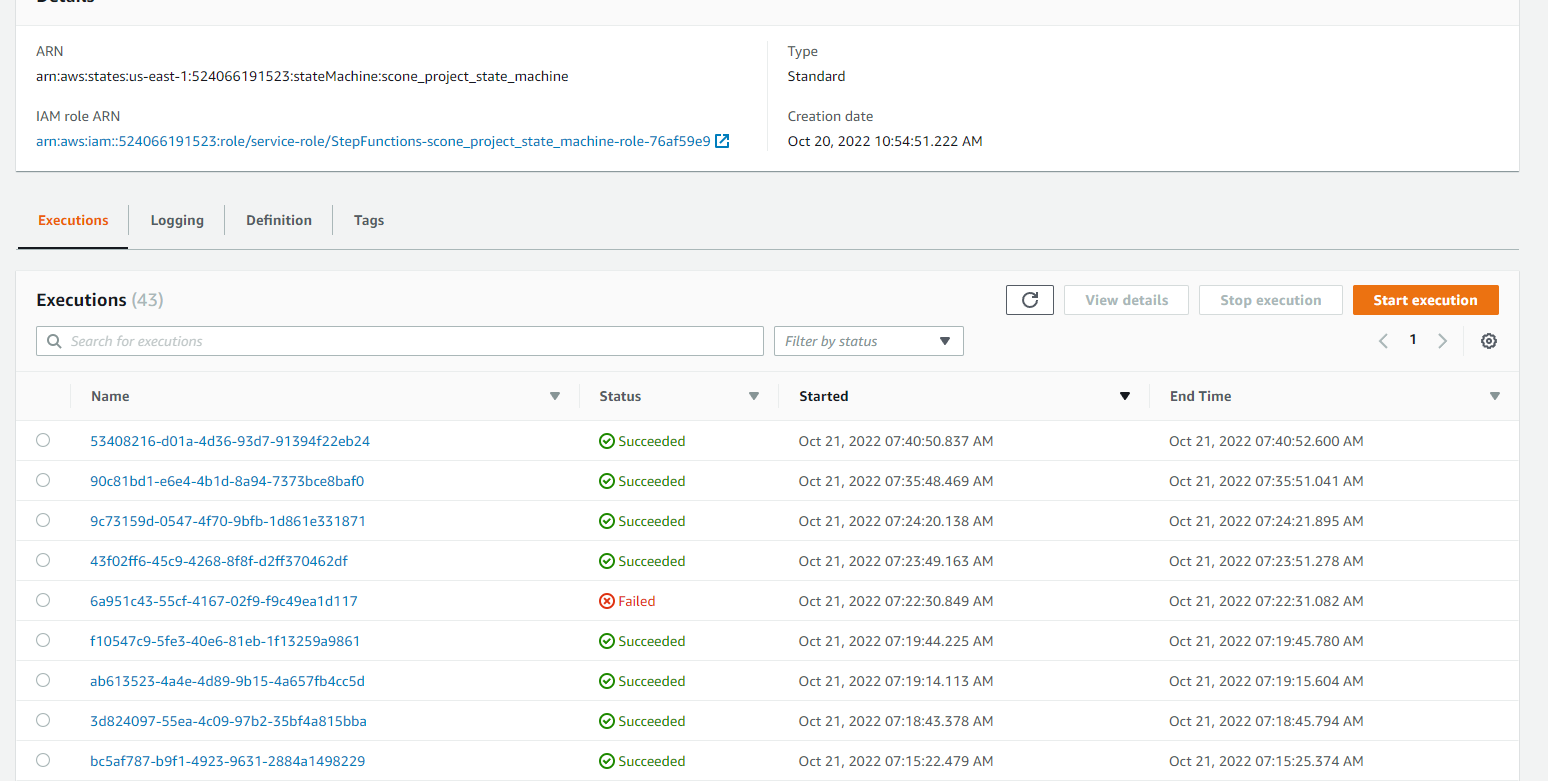 Details
ARN
arn:aws:states:us-east-1:524066191523:stateMachine:scone_project_state_machine
Type
Standard
IAM role ARN
arn:aws:iam::524066191523:role/service-role/StepFunctions-scone_project_state_machine-role-76af59e9
Creation date
Oct 20, 2022 10:54:51.222 AM
Executions Logging Definition Tags
Executions (43) View details Stop execution Start execution
Search for executions Filter by status 1
Name Status Started End Time
53408216-d01a-4d36-93d7-91394f22eb24 Succeeded Oct 21, 2022 07:40:50.837 AM Oct 21, 2022 07:40:52.600 AM
90c81bd1-e6e4-4b1d-8a94-7373bce8baf0 Succeeded Oct 21, 2022 07:35:48.469 AM Oct 21, 2022 07:35:51.041 AM
9c73159d-0547-4f70-9bfb-1d861e331871 Succeeded Oct 21, 2022 07:24:20.138 AM Oct 21, 2022 07:24:21.895 AM
43f02ff6-45c9-4268-8f8f-d2ff370462df Succeeded Oct 21, 2022 07:23:49.163 AM Oct 21, 2022 07:23:51.278 AM
6a951c43-55cf-4167-02f9-f9c49ea1d117 Failed Oct 21, 2022 07:22:30.849 AM Oct 21, 2022 07:22:31.082 AM
f10547c9-5fe3-40e6-81eb-1f13259a9861 Succeeded Oct 21, 2022 07:19:44.225 AM Oct 21, 2022 07:19:45.780 AM
ab613523-4a4e-4d89-9b15-4a657fb4cc5d Succeeded Oct 21, 2022 07:19:14.113 AM Oct 21, 2022 07:19:15.604 AM
3d824097-55ea-4c09-97b2-35bf4a815bba Succeeded Oct 21, 2022 07:18:43.378 AM Oct 21, 2022 07:18:45.794 AM
bc5af787-b9f1-4923-9631-2884a1498229 Succeeded Oct 21, 2022 07:15:22.479 AM Oct 21, 2022 07:15:25.374 AM